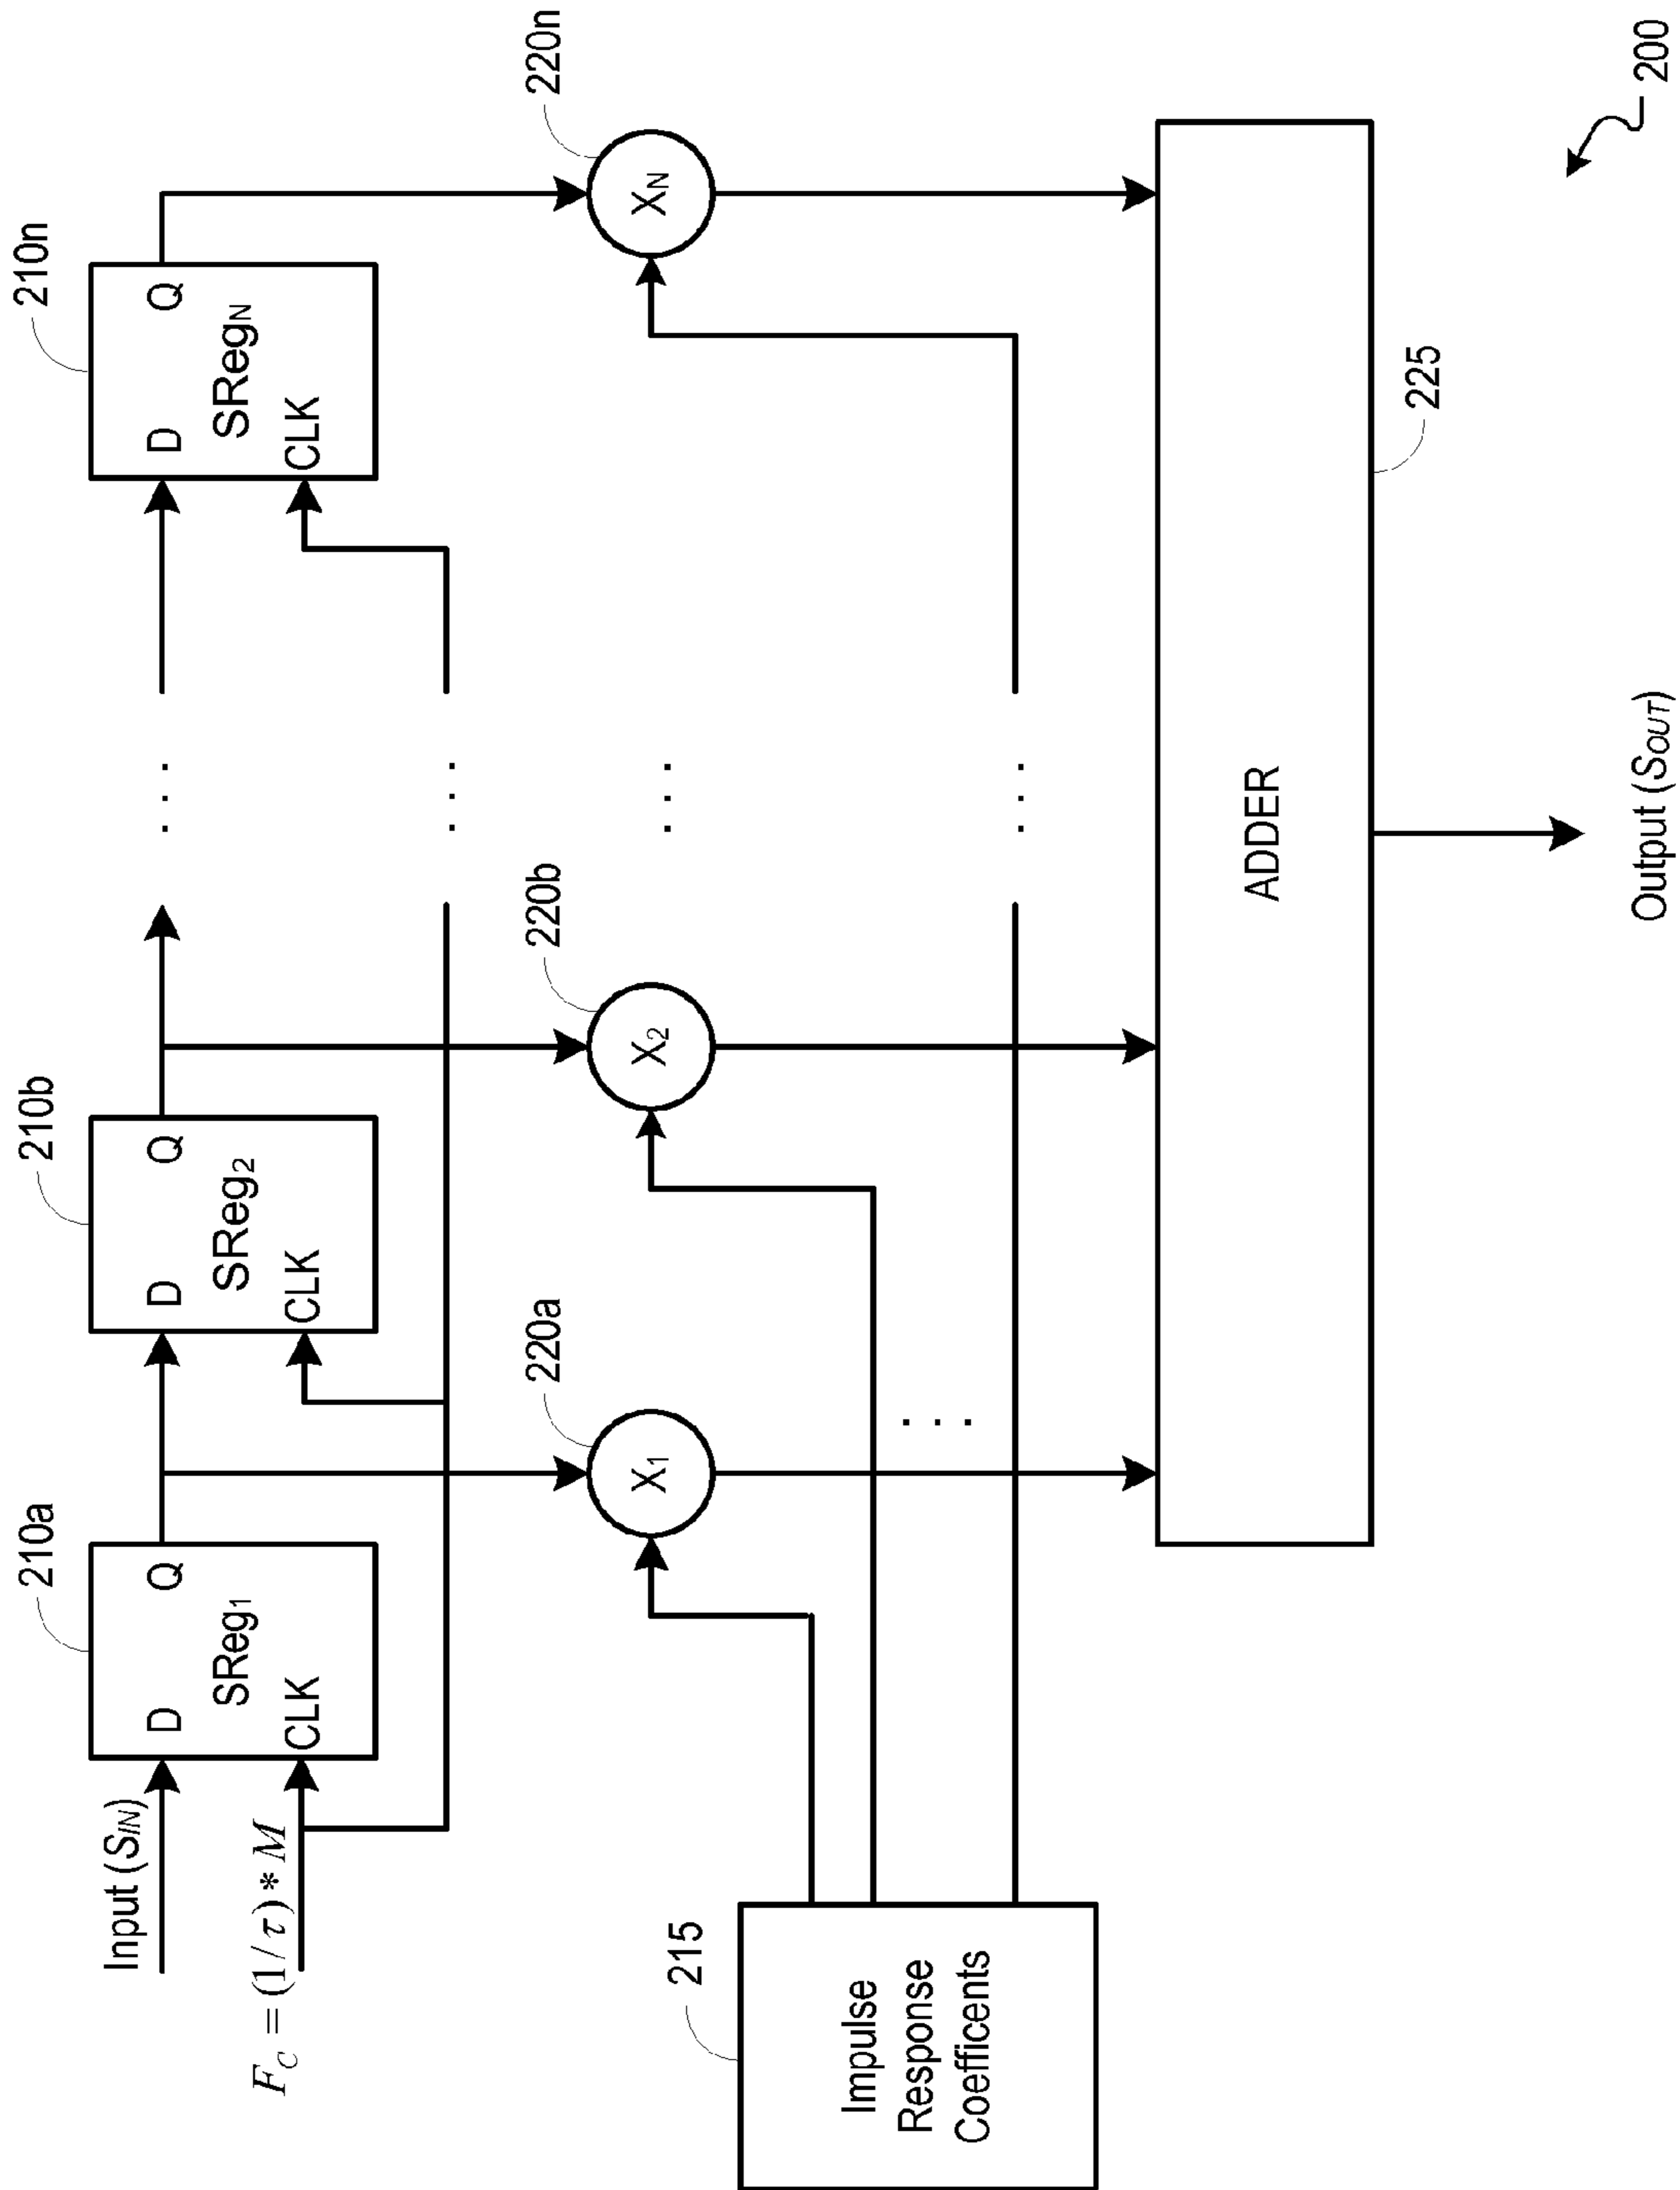 210a
210b
210n
Input (SIN)
D
Q
D
Q
D
Q
SReg1
SReg2
SRegN
F_C = (1/τ) * M
CLK
CLK
CLK
. . .
. . .
220a
220b
220n
X1
X2
. . .
XN
215
Impulse
Response
Coefficents
. . .
. . .
ADDER
225
Output (SOUT)
200